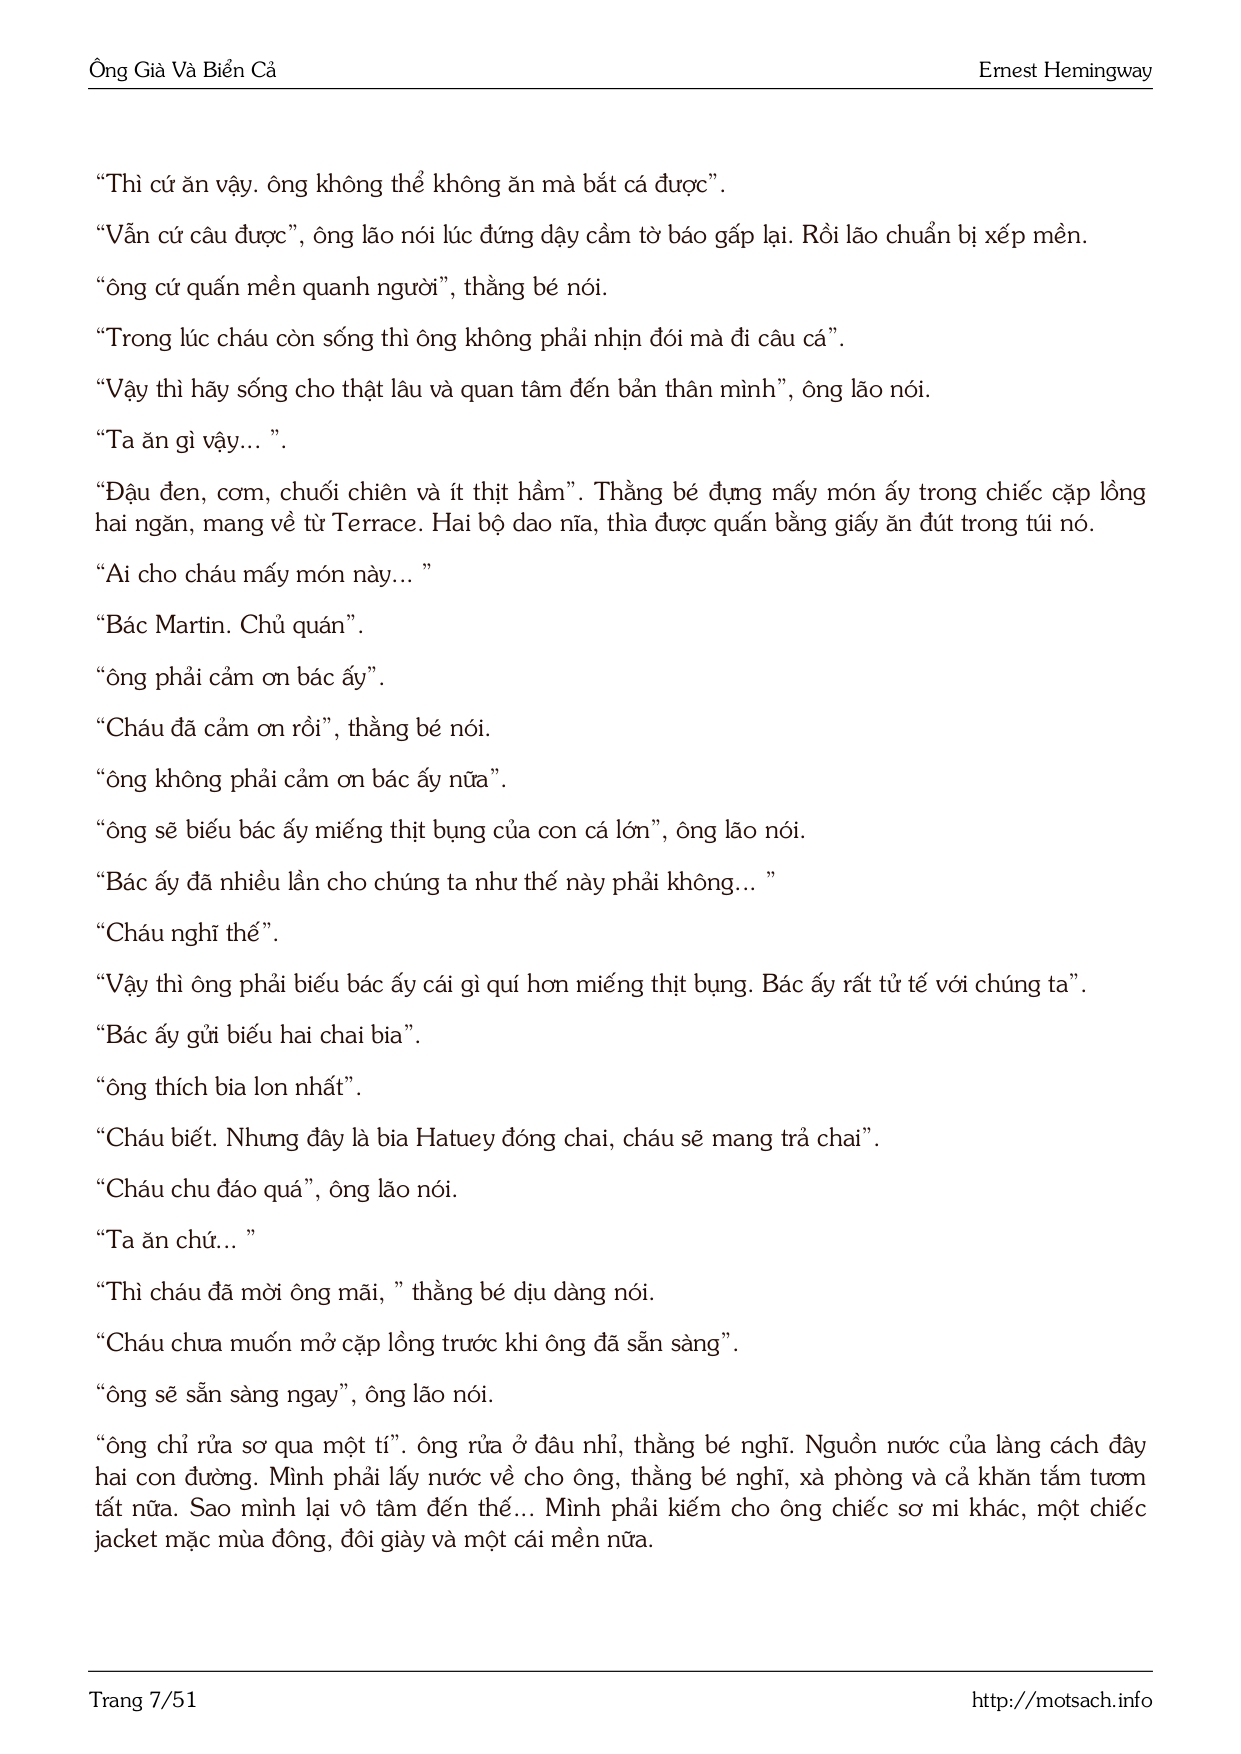 Ông Già Và Biển Cả
Ernest Hemingway
“Thì cứ ăn vậy. ông không thể không ăn mà bắt cá được”.
“Vẫn cứ câu được”, ông lão nói lúc đứng dậy cầm tờ báo gấp lại. Rồi lão chuẩn bị xếp mền.
“ông cứ quấn mền quanh người”, thằng bé nói.
“Trong lúc cháu còn sống thì ông không phải nhịn đói mà đi câu cá”.
“Vậy thì hãy sống cho thật lâu và quan tâm đến bản thân mình”, ông lão nói.
“Ta ăn gì vậy... ”.
“Đậu đen, cơm, chuối chiên và ít thịt hầm”. Thằng bé đựng mấy món ấy trong chiếc cặp lồng
hai ngăn, mang về từ Terrace. Hai bộ dao nĩa, thìa được quấn bằng giấy ăn đút trong túi nó.
“Ai cho cháu mấy món này... ”
“Bác Martin. Chủ quán”.
“ông phải cảm ơn bác ấy”.
“Cháu đã cảm ơn rồi”, thằng bé nói.
“ông không phải cảm ơn bác ấy nữa”.
“ông sẽ biếu bác ấy miếng thịt bụng của con cá lớn”, ông lão nói.
“Bác ấy đã nhiều lần cho chúng ta như thế này phải không... ”
“Cháu nghĩ thế”.
“Vậy thì ông phải biếu bác ấy cái gì quí hơn miếng thịt bụng. Bác ấy rất tử tế với chúng ta”.
“Bác ấy gửi biếu hai chai bia”.
“ông thích bia lon nhất”.
“Cháu biết. Nhưng đây là bia Hatuey đóng chai, cháu sẽ mang trả chai”.
“Cháu chu đáo quá”, ông lão nói.
“Ta ăn chứ... ”
“Thì cháu đã mời ông mãi, ” thằng bé dịu dàng nói.
“Cháu chưa muốn mở cặp lồng trước khi ông đã sẵn sàng”.
“ông sẽ sẵn sàng ngay”, ông lão nói.
“ông chỉ rửa sơ qua một tí”. ông rửa ở đâu nhỉ, thằng bé nghĩ. Nguồn nước của làng cách đây
hai con đường. Mình phải lấy nước về cho ông, thằng bé nghĩ, xà phòng và cả khăn tắm tươm
tất nữa. Sao mình lại vô tâm đến thế... Mình phải kiếm cho ông chiếc sơ mi khác, một chiếc
jacket mặc mùa đông, đôi giày và một cái mền nữa.
Trang 7/51
http://motsach.info